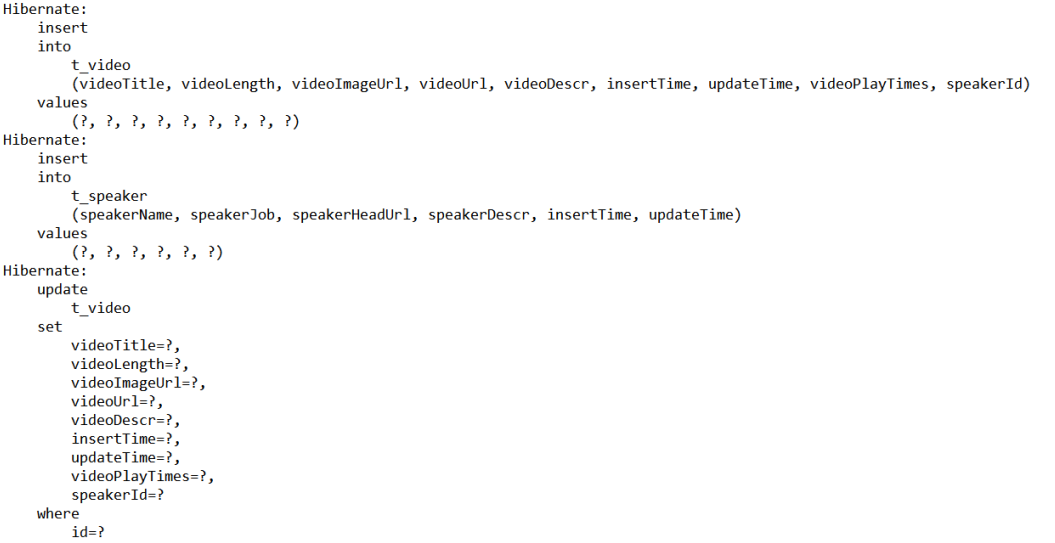 Hibernate:
    insert
    into
        t_video
        (videoTitle, videoLength, videoImageUrl, videoUrl, videoDescr, insertTime, updateTime, videoPlayTimes, speakerId)
    values
        (?, ?, ?, ?, ?, ?, ?, ?, ?)
Hibernate:
    insert
    into
        t_speaker
        (speakerName, speakerJob, speakerHeadUrl, speakerDescr, insertTime, updateTime)
    values
        (?, ?, ?, ?, ?, ?)
Hibernate:
    update
        t_video
    set
        videoTitle=?,
        videoLength=?,
        videoImageUrl=?,
        videoUrl=?,
        videoDescr=?,
        insertTime=?,
        updateTime=?,
        videoPlayTimes=?,
        speakerId=?
    where
        id=?